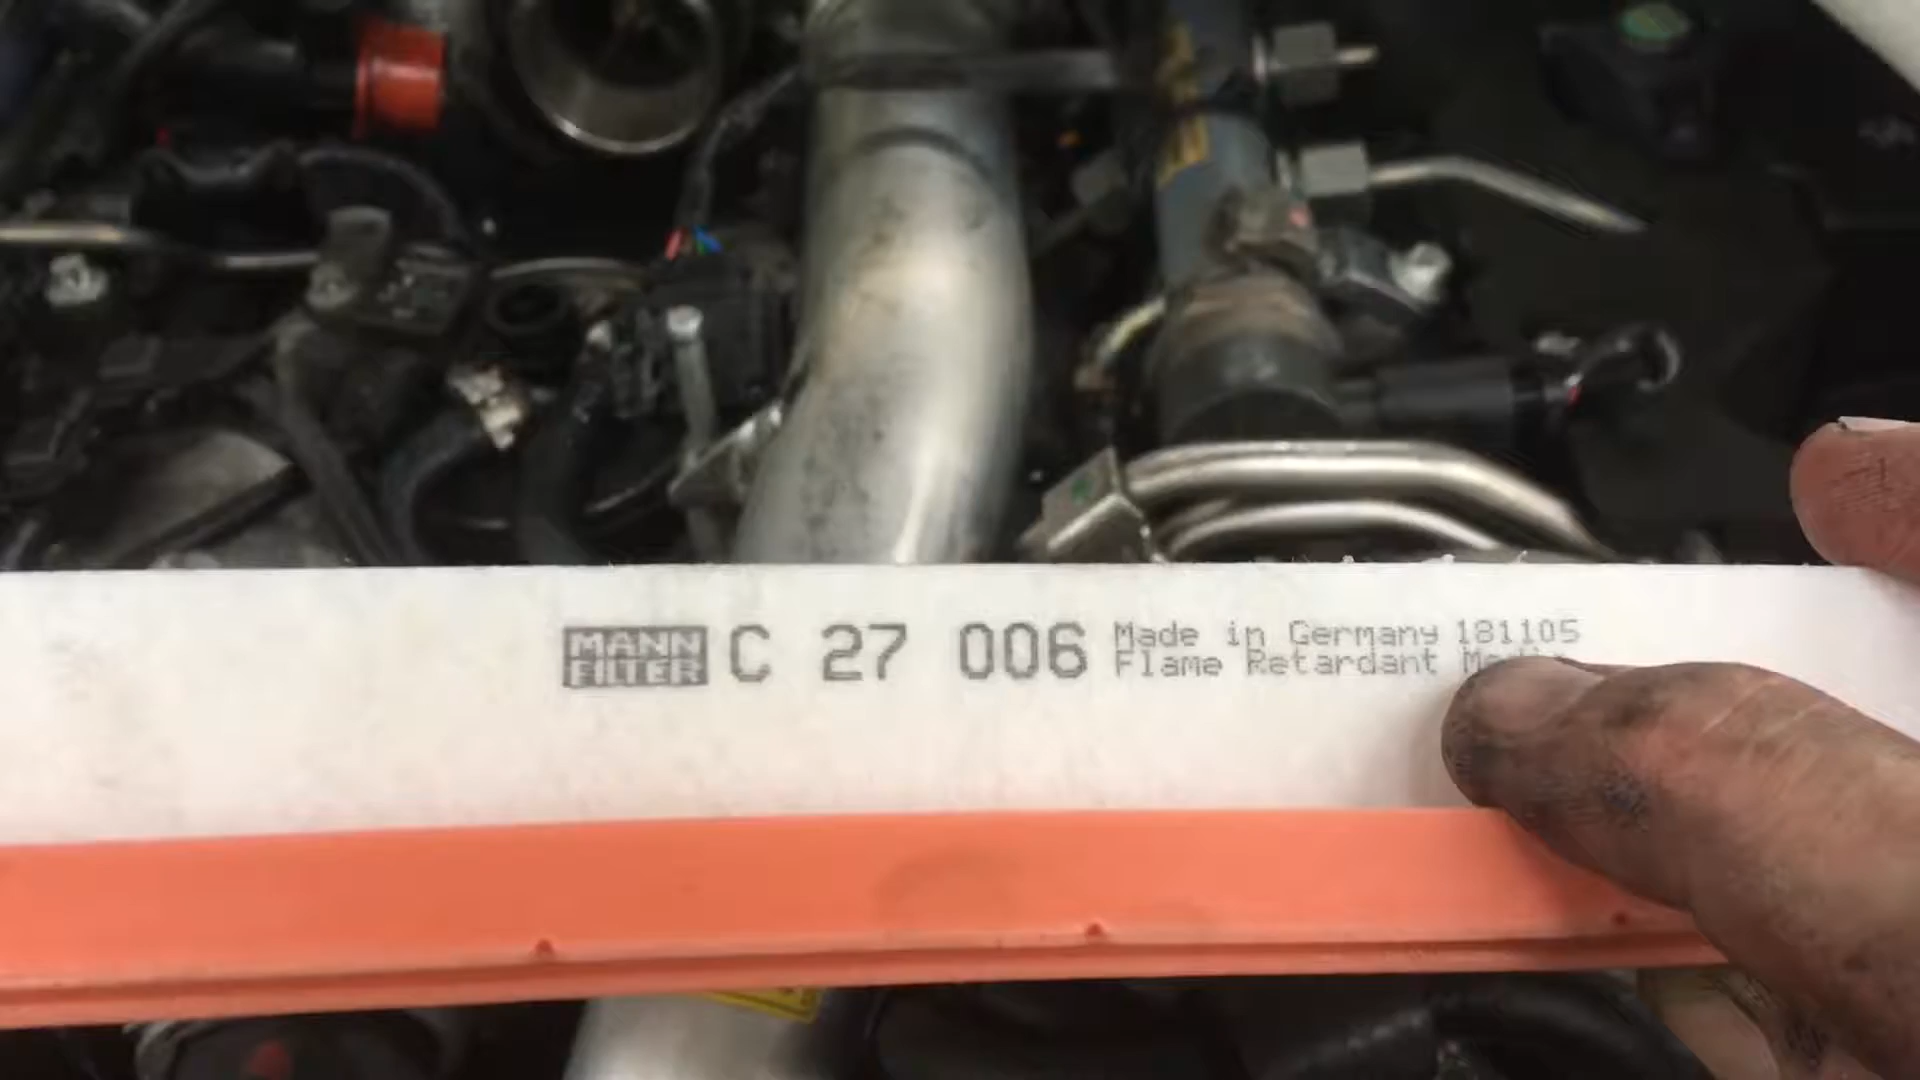 MANN
FILTER
C 27 006
Made in Germany 181105
Flame Retardant